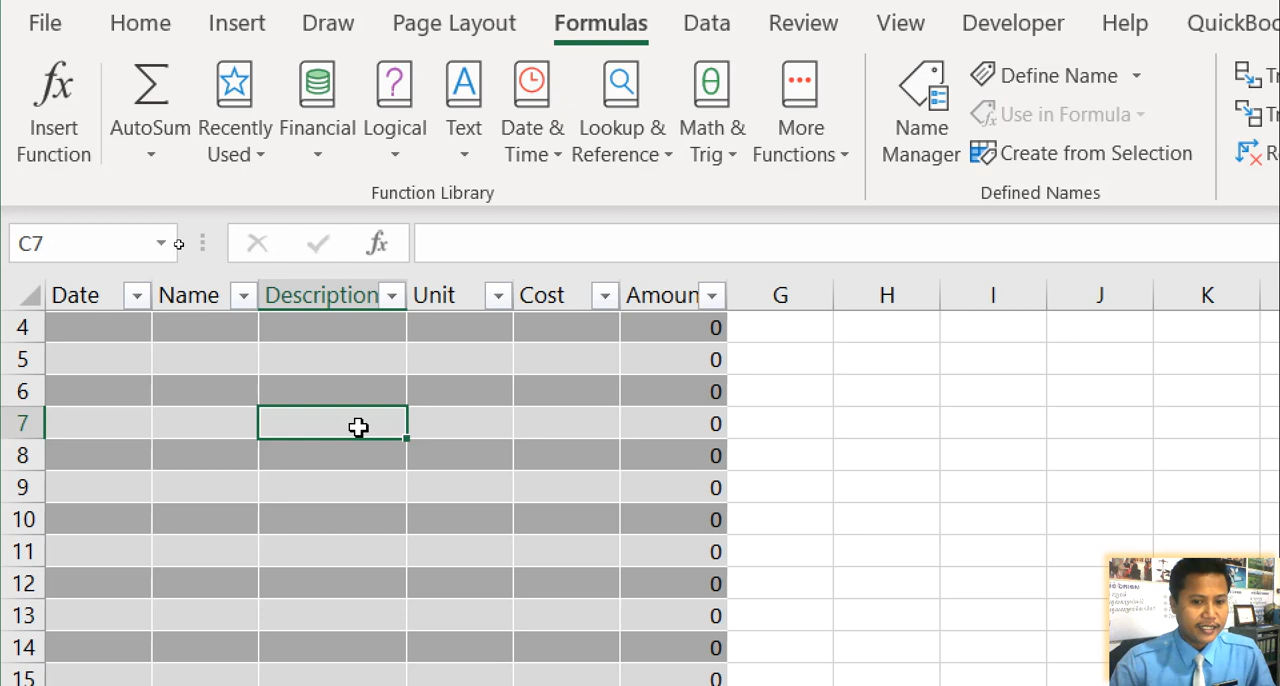 File Home Insert Draw Page Layout Formulas Data Review View Developer Help
fx Σ A θ Define Name
Insert AutoSum Recently Financial Logical Text Date & Lookup & Math & More Name Use in Formula
Function Used Time Reference Trig Functions Manager Create from Selection
Function Library Defined Names
C7 fx
Date Name Description Unit Cost Amoun G H I J K
4 0
5 0
6 0
7 0
8 0
9 0
10 0
11 0
12 0
13 0
14 0
15 0